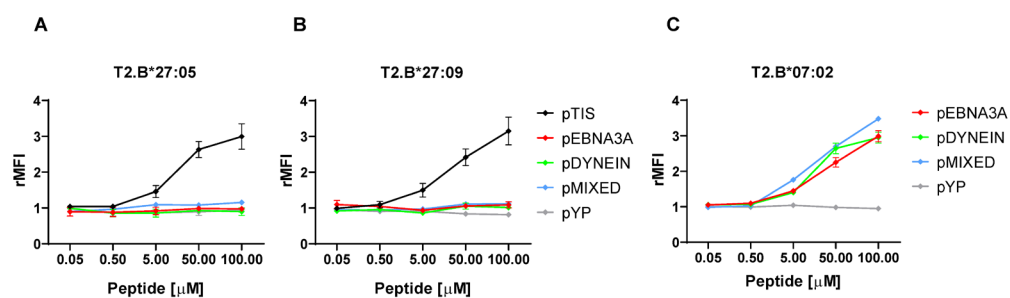 A
T2.B*27:05
rMFI
4
3
2
1
0
0.05 0.50 5.00 50.00 100.00
Peptide [μM]
B
T2.B*27:09
rMFI
4
3
2
1
0
0.05 0.50 5.00 50.00 100.00
Peptide [μM]
pTIS
pEBNA3A
pDYNEIN
pMIXED
pYP
C
T2.B*07:02
rMFI
4
3
2
1
0
0.05 0.50 5.00 50.00 100.00
Peptide [μM]
pEBNA3A
pDYNEIN
pMIXED
pYP